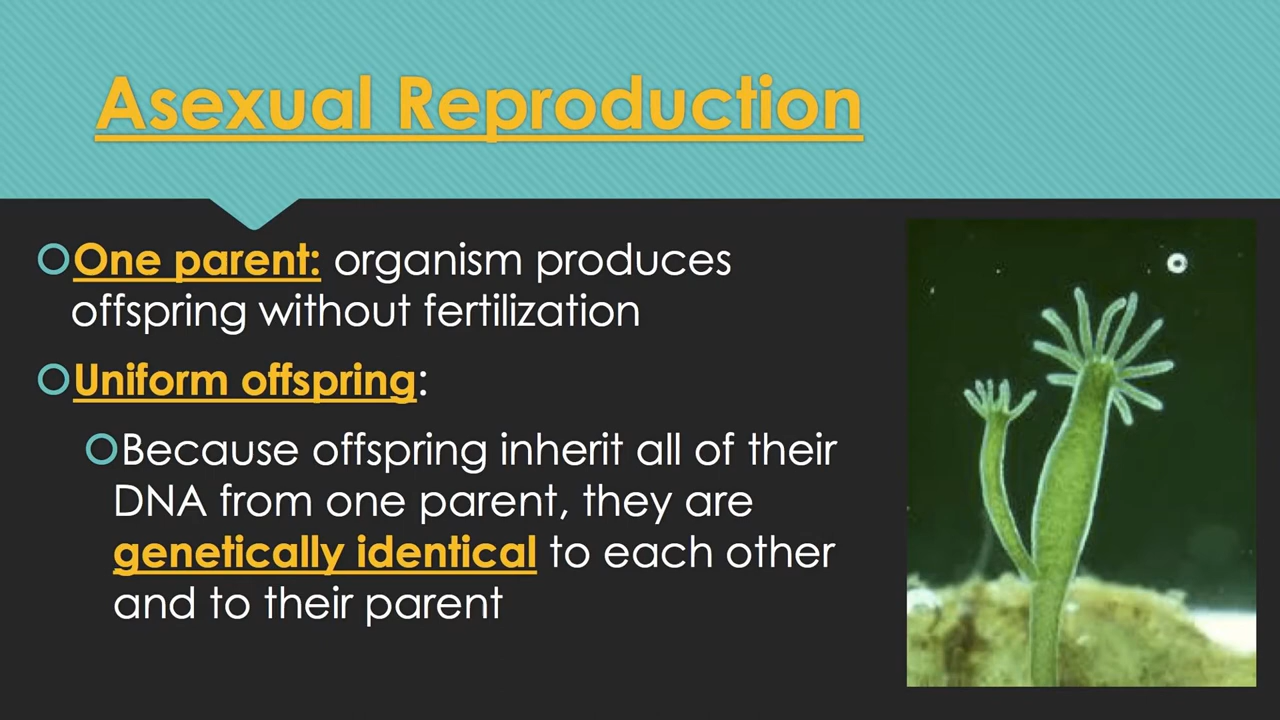 Asexual Reproduction
One parent: organism produces
offspring without fertilization
Uniform offspring:
Because offspring inherit all of their
DNA from one parent, they are
genetically identical to each other
and to their parent